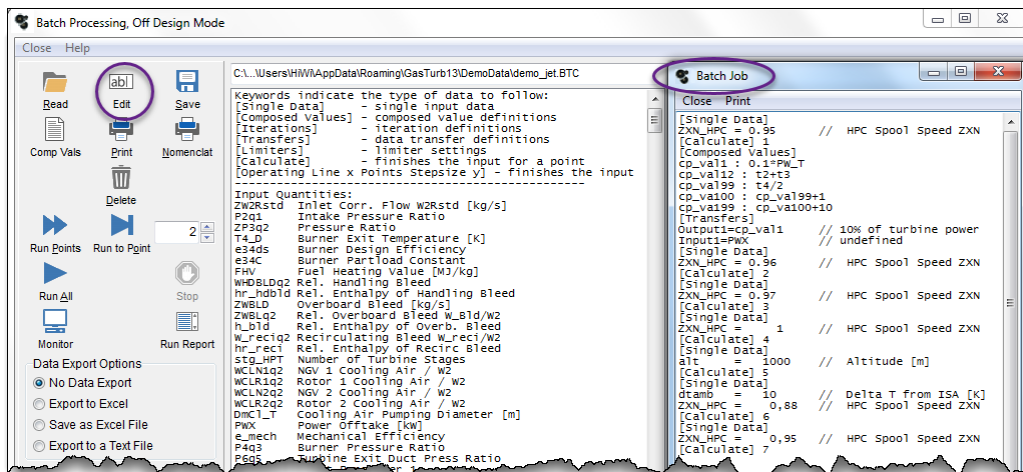 Batch Processing, Off Design Mode
Close Help
Read
Edit
Save
Comp Vals
Print
Nomenclat
Delete
Run Points
Run to Point
2
Run All
Stop
Monitor
Run Report
Data Export Options
No Data Export
Export to Excel
Save as Excel File
Export to a Text File
C:\...\Users\HiWi\AppData\Roaming\GasTurb13\DemoData\demo_jet.BTC
Keywords indicate the type of data to follow:
[Single Data] - single input data
[Composed Values] - composed value definitions
[Iterations] - iteration definitions
[Transfers] - data transfer definitions
[Limiters] - limiter settings
[Calculate] - finishes the input for a point
[Operating Line x Points Stepsize y] - finishes the input
--------------------------------------------------
Input Quantities:
ZW2Rstd Inlet Corr. Flow W2Rstd [kg/s]
P2q1 Intake Pressure Ratio
ZP3q2 Pressure Ratio
T4_D Burner Exit Temperature [K]
e34ds Burner Design Efficiency
e34C Burner Partload Constant
FHV Fuel Heating Value [MJ/kg]
WHDBLDq2 Rel. Handling Bleed
hr_hdbld Rel. Enthalpy of Handling Bleed
ZWBLD Overboard Bleed [kg/s]
ZWBLq2 Rel. Overboard Bleed W_Bld/W2
h_bld Rel. Enthalpy of Overb. Bleed
W_reciq2 Recirculating Bleed W_reci/W2
hr_reci Rel. Enthalpy of Recirc Bleed
stg_HPT Number of Turbine Stages
WCLN1q2 NGV 1 Cooling Air / W2
WCLR1q2 Rotor 1 Cooling Air / W2
WCLN2q2 NGV 2 Cooling Air / W2
WCLR2q2 Rotor 2 Cooling Air / W2
DmCl_T Cooling Air Pumping Diameter [m]
PWX Power Offtake [kW]
e_mech Mechanical Efficiency
P4q3 Burner Pressure Ratio
P6q5 Turbine Exit Duct Press Ratio
Batch Job
Close Print
[Single Data]
ZXN_HPC = 0.95 // HPC Spool Speed ZXN
[Calculate] 1
[Composed Values]
cp_val1 : 0.1*PW_T
cp_val12 : t2+t3
cp_val99 : t4/2
cp_va100 : cp_val99+1
cp_va199 : cp_va100+10
[Transfers]
Output1=cp_val1 // 10% of turbine power
Input1=PWX // undefined
[Single Data]
ZXN_HPC = 0.96 // HPC Spool Speed ZXN
[Calculate] 2
[Single Data]
ZXN_HPC = 0.97 // HPC Spool Speed ZXN
[Calculate] 3
[Single Data]
ZXN_HPC = 1 // HPC Spool Speed ZXN
[Calculate] 4
[Single Data]
alt = 1000 // Altitude [m]
[Calculate] 5
[Single Data]
dtamb = 10 // Delta T from ISA [K]
ZXN_HPC = 0,88 // HPC Spool Speed ZXN
[Calculate] 6
[Single Data]
ZXN_HPC = 0,95 // HPC Spool Speed ZXN
[Calculate] 7